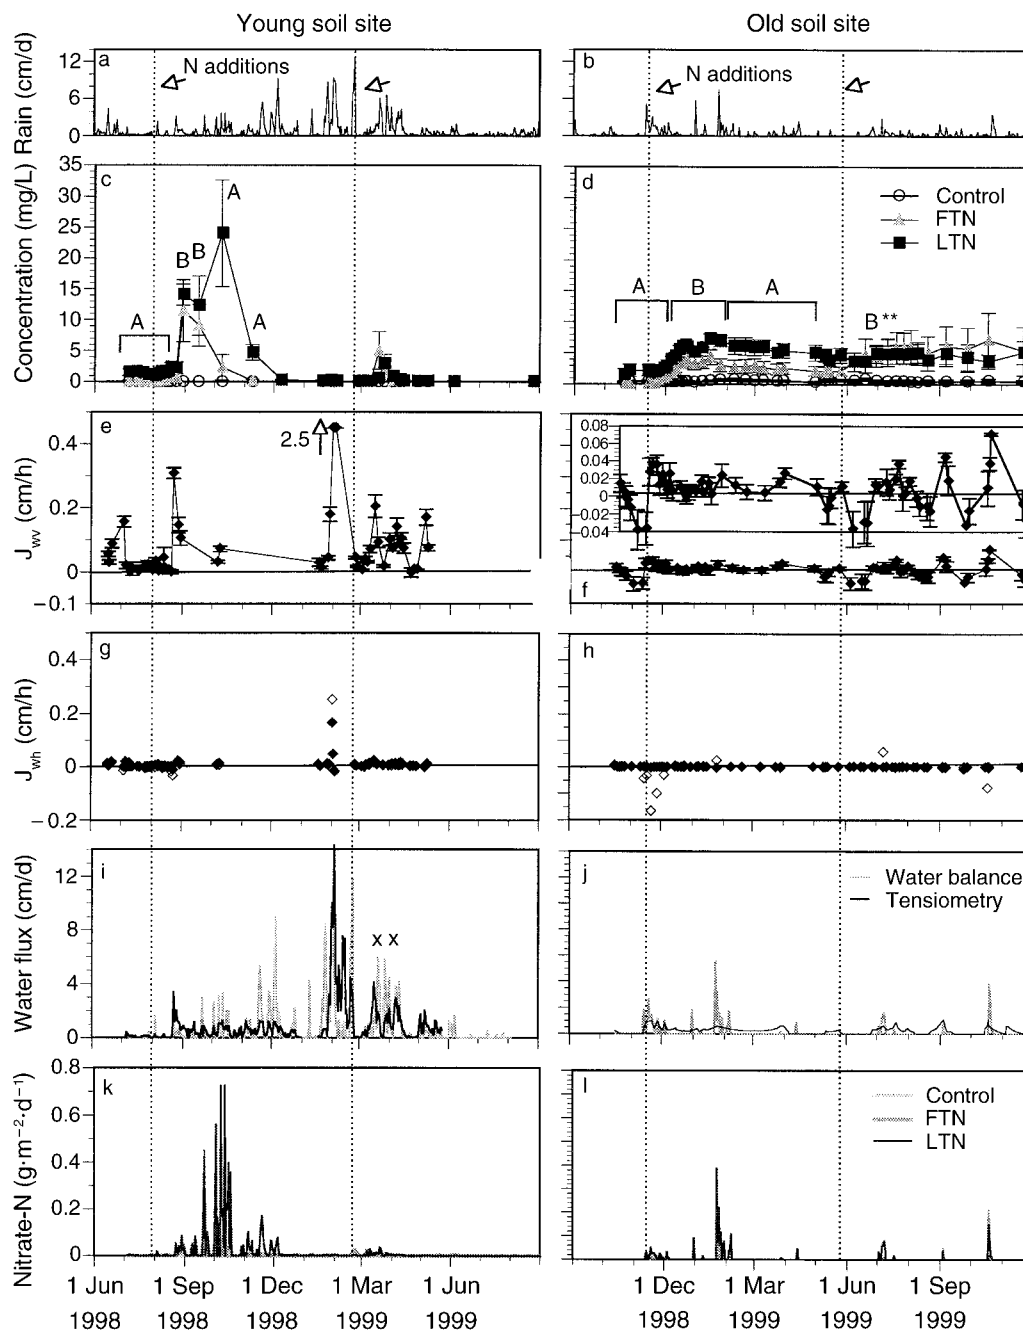 Young soil site
Old soil site
Rain (cm/d)
12
6
0
a
N additions
b
N additions
Concentration (mg/L)
35
30
25
20
15
10
5
0
c
A
B
B
A
A
d
Control
FTN
LTN
A
B
A
B**
J_wv (cm/h)
0.4
0.2
0
−0.1
e
2.5
0.08
0.06
0.04
0.02
0
−0.02
−0.04
f
J_wh (cm/h)
0.4
0.2
0
−0.2
g
h
Water flux (cm/d)
12
8
4
0
i
x x
j
Water balance
Tensiometry
Nitrate-N (g·m⁻²·d⁻¹)
0.8
0.6
0.4
0.2
0
k
l
Control
FTN
LTN
1 Jun 1 Sep 1 Dec 1 Mar 1 Jun
1998 1998 1998 1999 1999
1 Dec 1 Mar 1 Jun 1 Sep
1998 1999 1999 1999